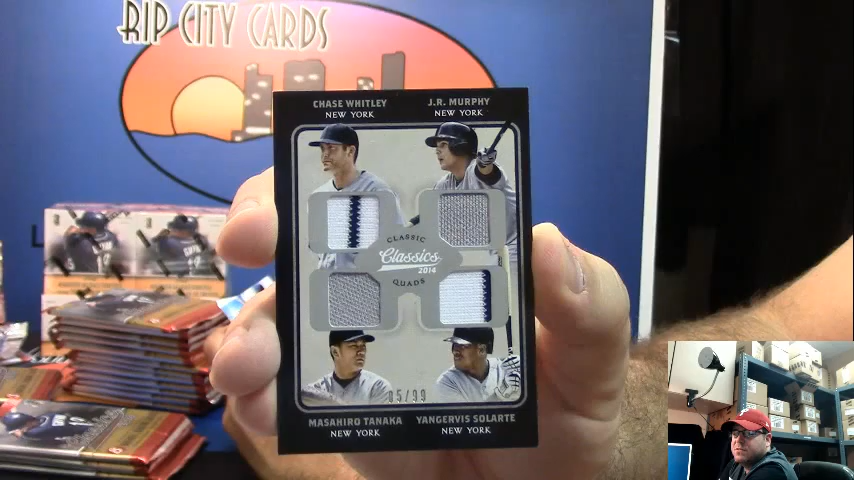 RIP CITY CARDS
CHASE WHITLEY
NEW YORK
J.R. MURPHY
NEW YORK
CLASSIC
Classics
2014
QUADS
05/99
MASAHIRO TANAKA
NEW YORK
YANGERVIS SOLARTE
NEW YORK